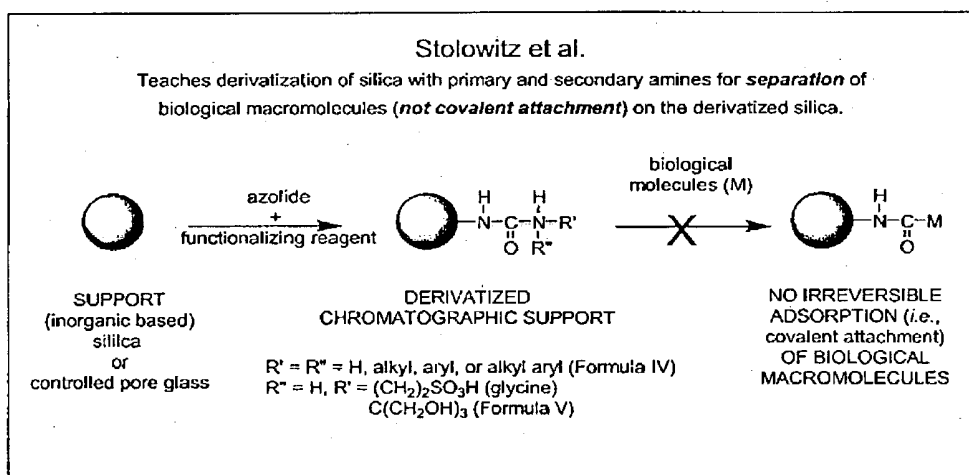 Stolowitz et al.
Teaches derivatization of silica with primary and secondary amines for separation of
biological macromolecules (not covalent attachment) on the derivatized silica.
azolide
+
functionalizing reagent
H H
N-C-N-R'
O R"
biological
molecules (M)
X
H
N-C-M
O
SUPPORT
(inorganic based)
sililca
or
controlled pore glass
DERIVATIZED
CHROMATOGRAPHIC SUPPORT
R' = R" = H, alkyl, aryl, or alkyl aryl (Formula IV)
R" = H, R' = (CH2)2SO3H (glycine)
C(CH2OH)3 (Formula V)
NO IRREVERSIBLE
ADSORPTION (i.e.,
covalent attachment)
OF BIOLOGICAL
MACROMOLECULES